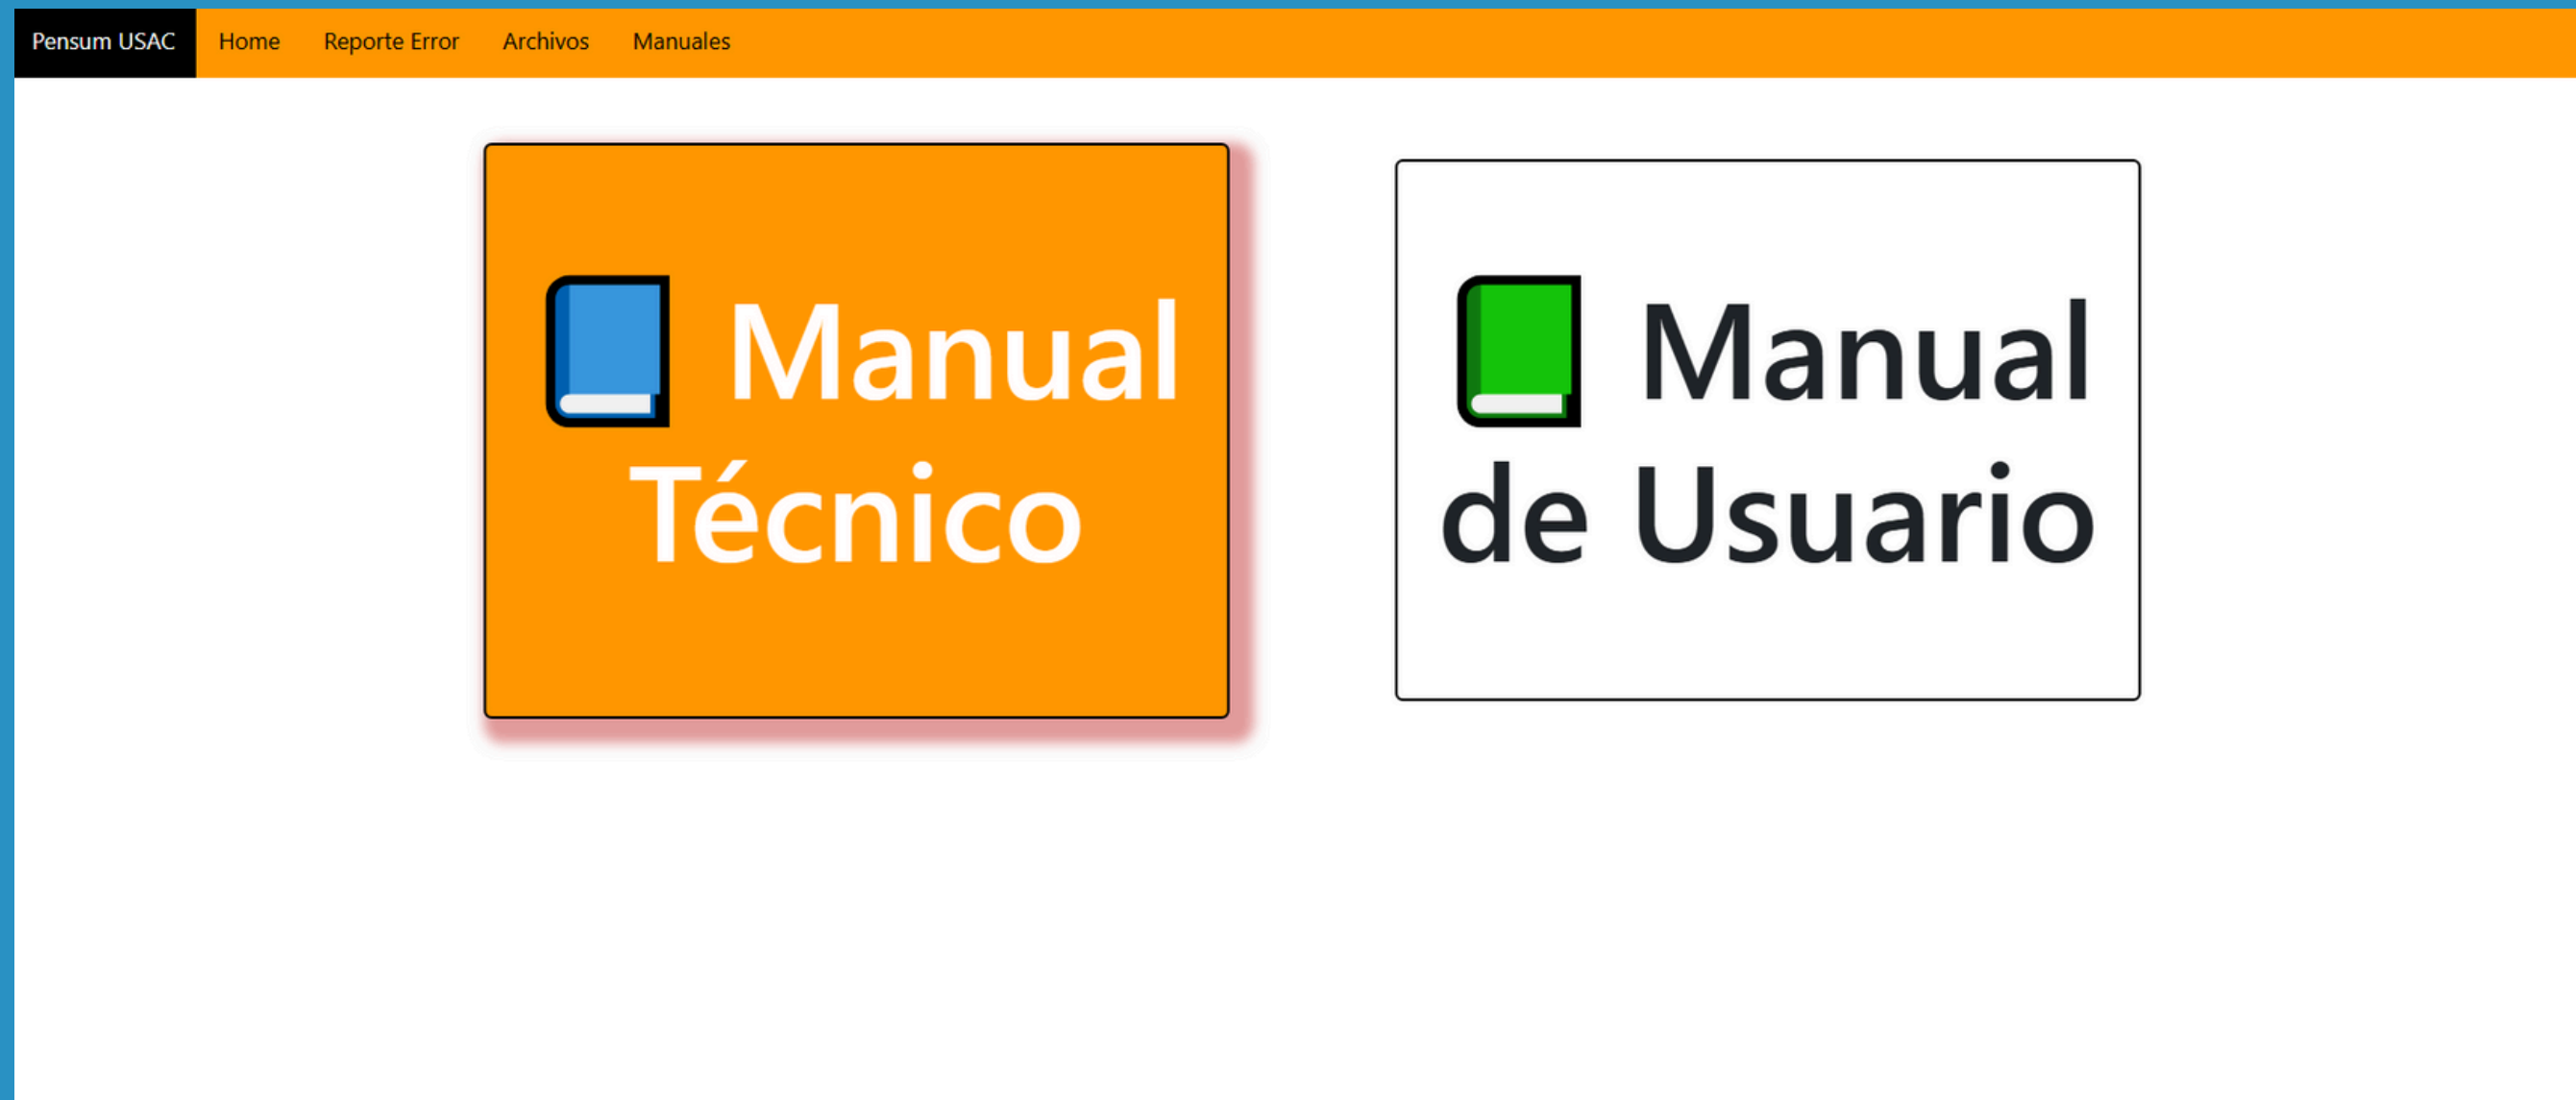 Pensum USAC Home Reporte Error Archivos Manuales
Manual
Técnico
Manual
de Usuario